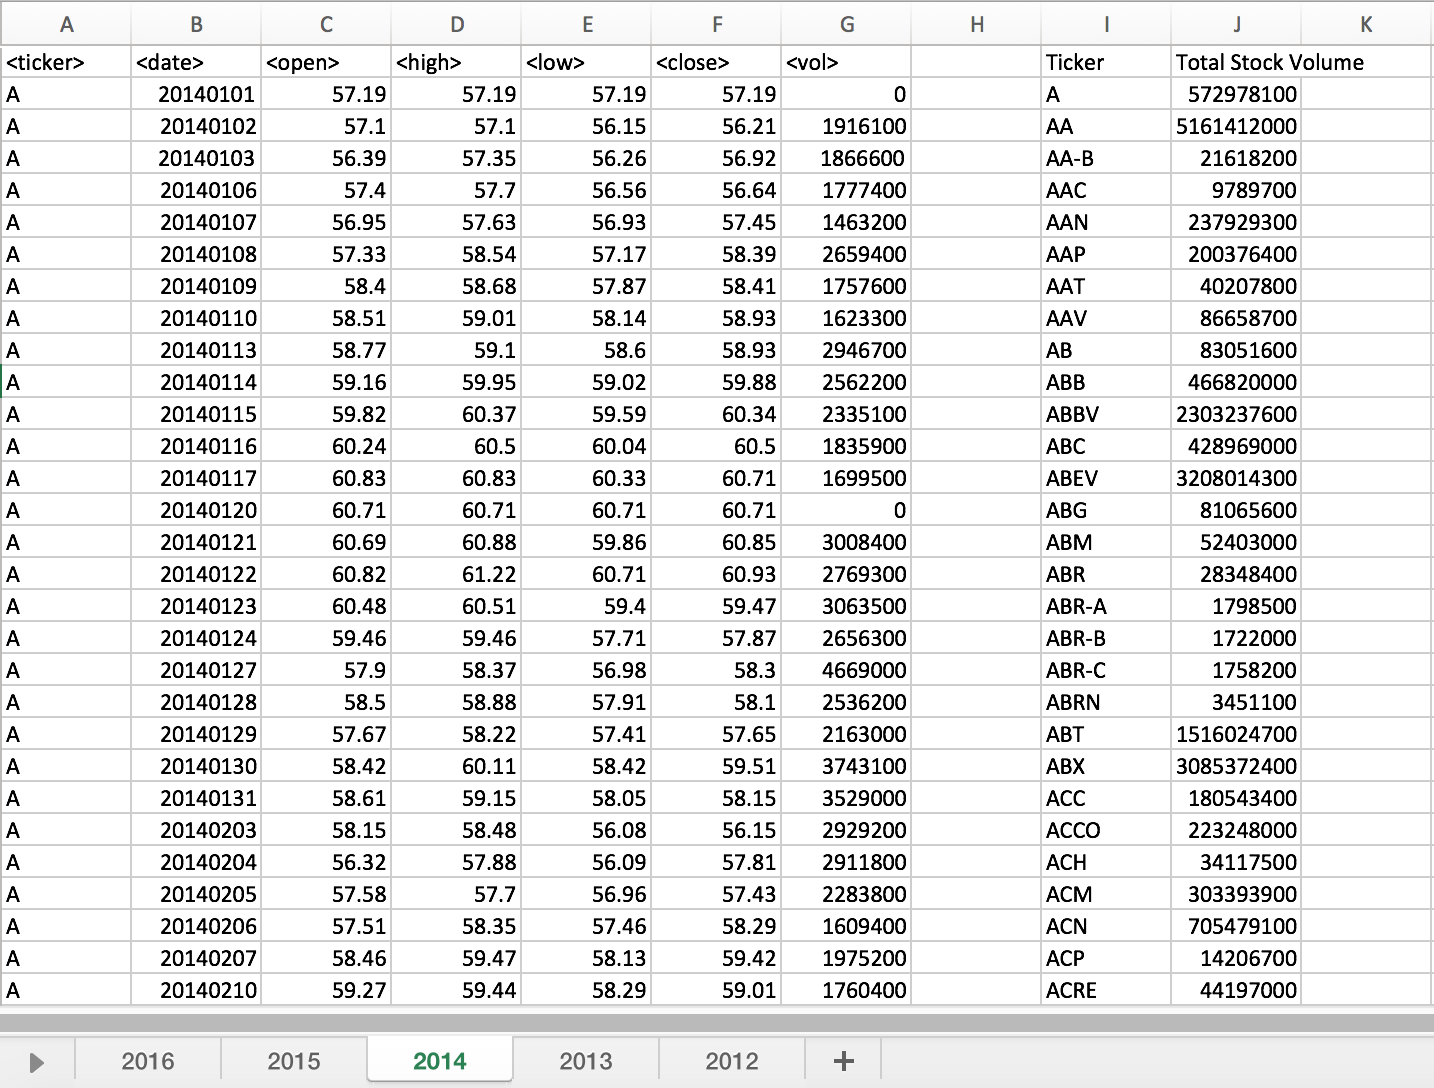 A B C D E F G H I J K
<ticker> <date> <open> <high> <low> <close> <vol> Ticker Total Stock Volume
A 20140101 57.19 57.19 57.19 57.19 0 A 572978100
A 20140102 57.1 57.1 56.15 56.21 1916100 AA 5161412000
A 20140103 56.39 57.35 56.26 56.92 1866600 AA-B 21618200
A 20140106 57.4 57.7 56.56 56.64 1777400 AAC 9789700
A 20140107 56.95 57.63 56.93 57.45 1463200 AAN 237929300
A 20140108 57.33 58.54 57.17 58.39 2659400 AAP 200376400
A 20140109 58.4 58.68 57.87 58.41 1757600 AAT 40207800
A 20140110 58.51 59.01 58.14 58.93 1623300 AAV 86658700
A 20140113 58.77 59.1 58.6 58.93 2946700 AB 83051600
A 20140114 59.16 59.95 59.02 59.88 2562200 ABB 466820000
A 20140115 59.82 60.37 59.59 60.34 2335100 ABBV 2303237600
A 20140116 60.24 60.5 60.04 60.5 1835900 ABC 428969000
A 20140117 60.83 60.83 60.33 60.71 1699500 ABEV 3208014300
A 20140120 60.71 60.71 60.71 60.71 0 ABG 81065600
A 20140121 60.69 60.88 59.86 60.85 3008400 ABM 52403000
A 20140122 60.82 61.22 60.71 60.93 2769300 ABR 28348400
A 20140123 60.48 60.51 59.4 59.47 3063500 ABR-A 1798500
A 20140124 59.46 59.46 57.71 57.87 2656300 ABR-B 1722000
A 20140127 57.9 58.37 56.98 58.3 4669000 ABR-C 1758200
A 20140128 58.5 58.88 57.91 58.1 2536200 ABRN 3451100
A 20140129 57.67 58.22 57.41 57.65 2163000 ABT 1516024700
A 20140130 58.42 60.11 58.42 59.51 3743100 ABX 3085372400
A 20140131 58.61 59.15 58.05 58.15 3529000 ACC 180543400
A 20140203 58.15 58.48 56.08 56.15 2929200 ACCO 223248000
A 20140204 56.32 57.88 56.09 57.81 2911800 ACH 34117500
A 20140205 57.58 57.7 56.96 57.43 2283800 ACM 303393900
A 20140206 57.51 58.35 57.46 58.29 1609400 ACN 705479100
A 20140207 58.46 59.47 58.13 59.42 1975200 ACP 14206700
A 20140210 59.27 59.44 58.29 59.01 1760400 ACRE 44197000
2016 2015 2014 2013 2012 +